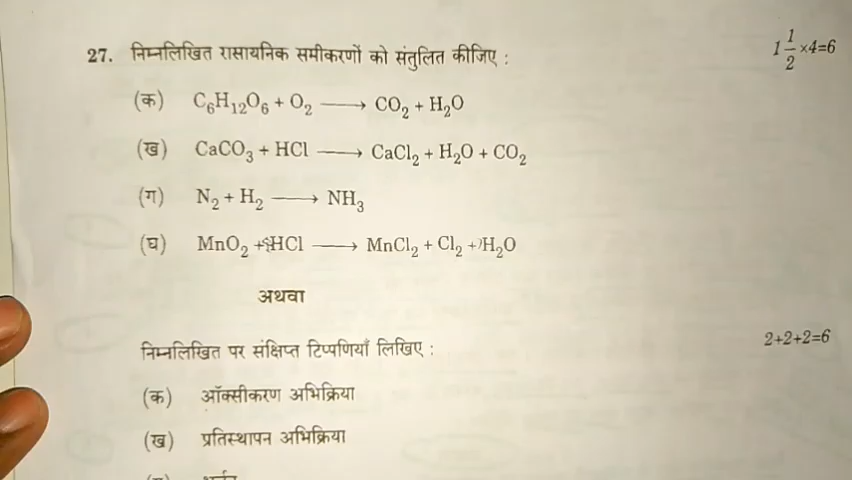 27. निम्नलिखित रासायनिक समीकरणों को संतुलित कीजिए : 1 1/2 ×4=6
(क) C₆H₁₂O₆ + O₂ ⟶ CO₂ + H₂O
(ख) CaCO₃ + HCl ⟶ CaCl₂ + H₂O + CO₂
(ग) N₂ + H₂ ⟶ NH₃
(घ) MnO₂ + HCl ⟶ MnCl₂ + Cl₂ + H₂O
अथवा
निम्नलिखित पर संक्षिप्त टिप्पणियाँ लिखिए : 2+2+2=6
(क) ऑक्सीकरण अभिक्रिया
(ख) प्रतिस्थापन अभिक्रिया